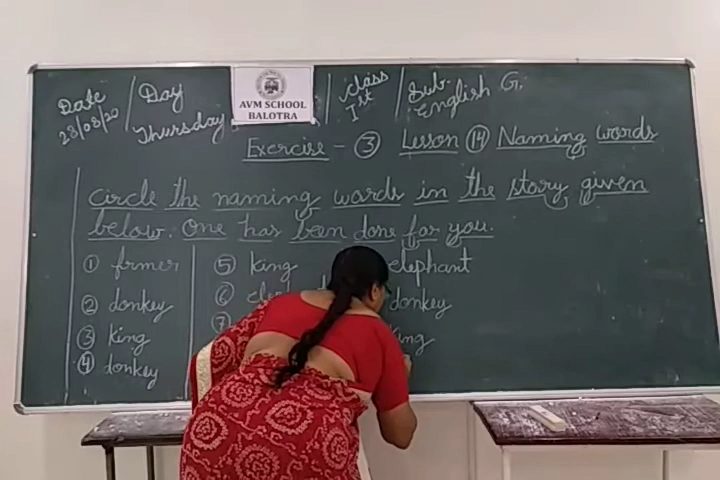 Date 28/08/20
Day Thursday
AVM SCHOOL
BALOTRA
Class Ist
Sub. English G.
Exercise - 3 Lesson 14 Naming words
Circle the naming words in the story given
below. One has been done for you.
1 frmer
2 donkey
3 king
4 donkey
5 king
6
7
elephant
donkey
king